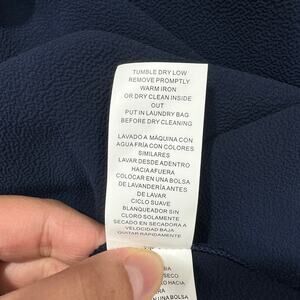 TUMBLE DRY LOW
REMOVE PROMPTLY
WARM IRON
OR DRY CLEAN INSIDE
OUT
PUT IN LAUNDRY BAG
BEFORE DRY CLEANING
LAVADO A MÁQUINA CON
AGUA FRÍA CON COLORES
SIMILARES
LAVAR DESDE ADENTRO
HACIA AFUERA
COLOCAR EN UNA BOLSA
DE LAVANDERÍA ANTES
DE LAVAR
CICLO SUAVE
BLANQUEADOR SIN
CLORO SOLAMENTE
SECADO EN SECADORA A
VELOCIDAD BAJA
QUITAR RÁPIDAMENTE